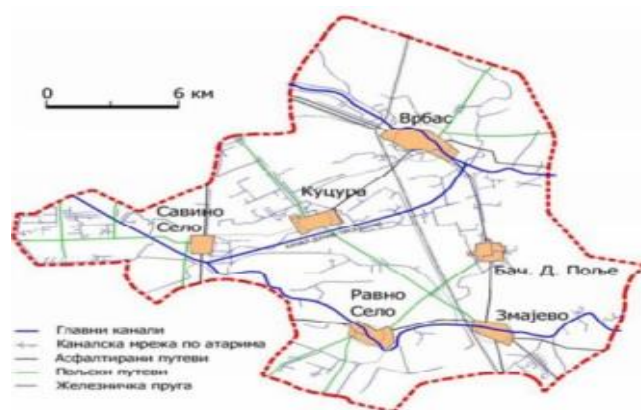 0 6 км
Врбас
Куцура
Савино
Село
Бач. Д. Поље
Равно
Село
Змајево
Главни канали
Каналска мрежа по атарима
Асфалтирани путеви
Пољски путеви
Железничка пруга